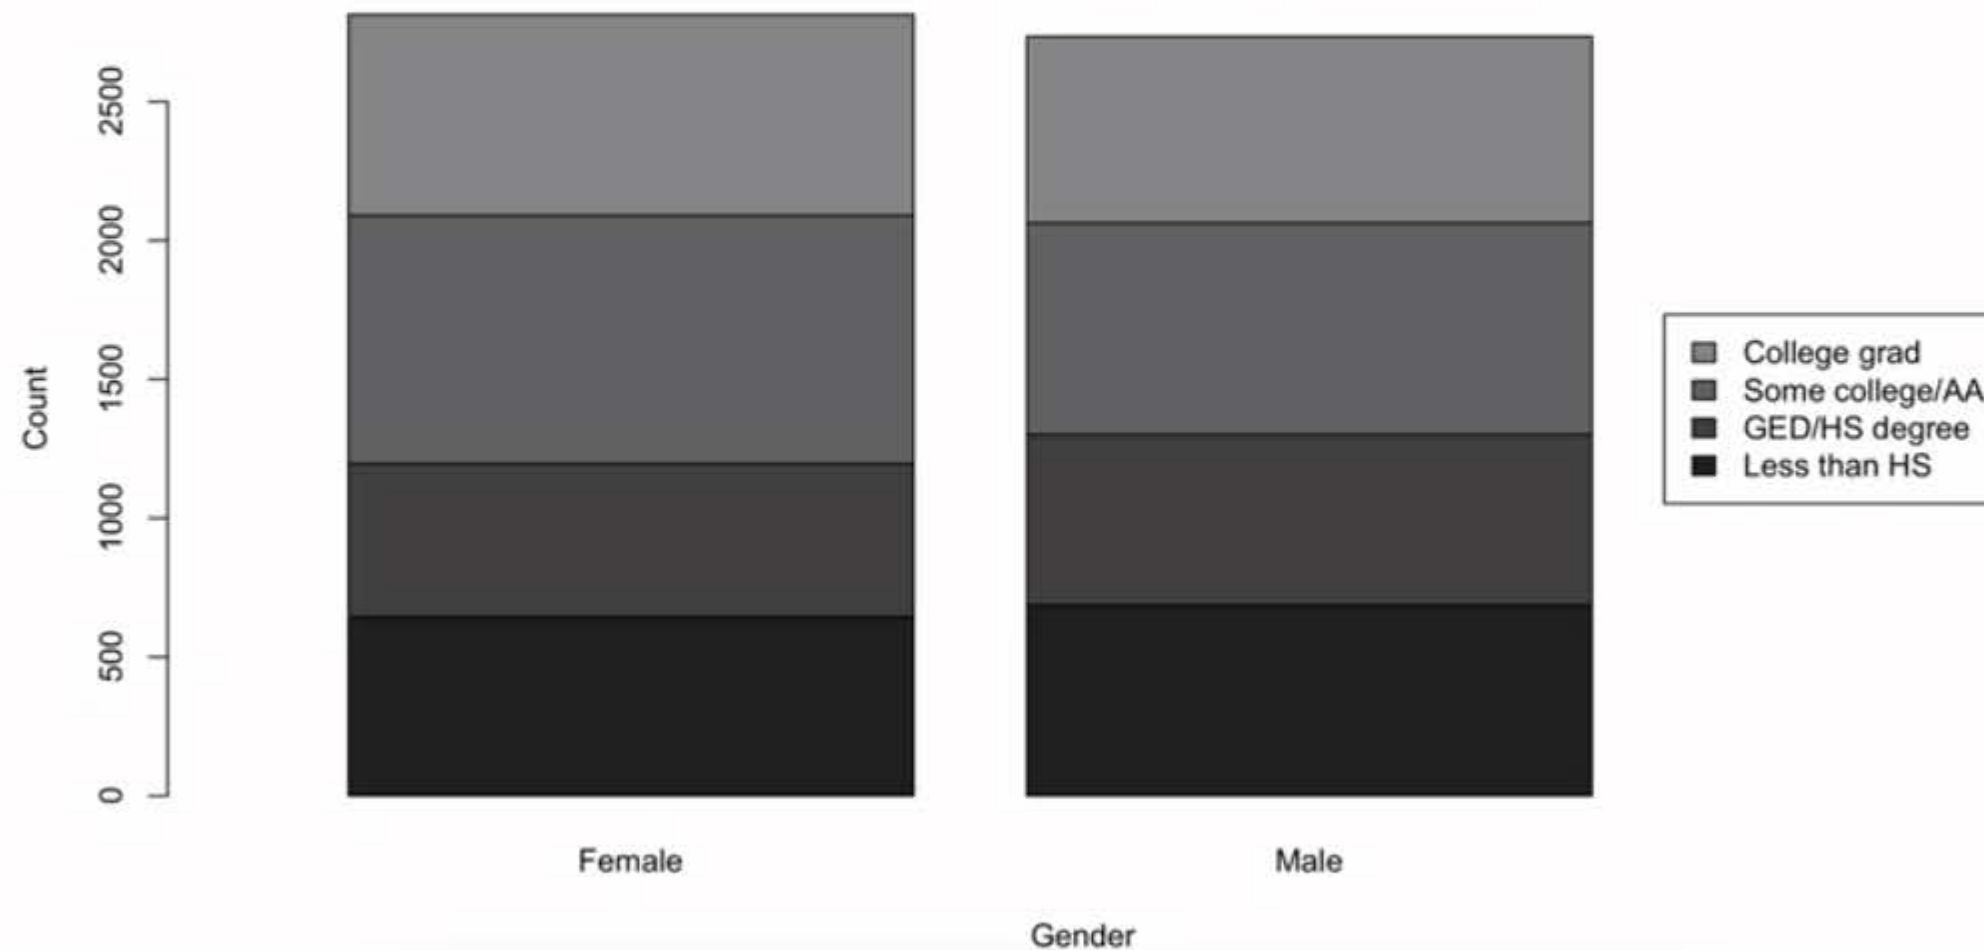 Count
2500
2000
1500
1000
500
0
College grad
Some college/AA
GED/HS degree
Less than HS
Female
Male
Gender